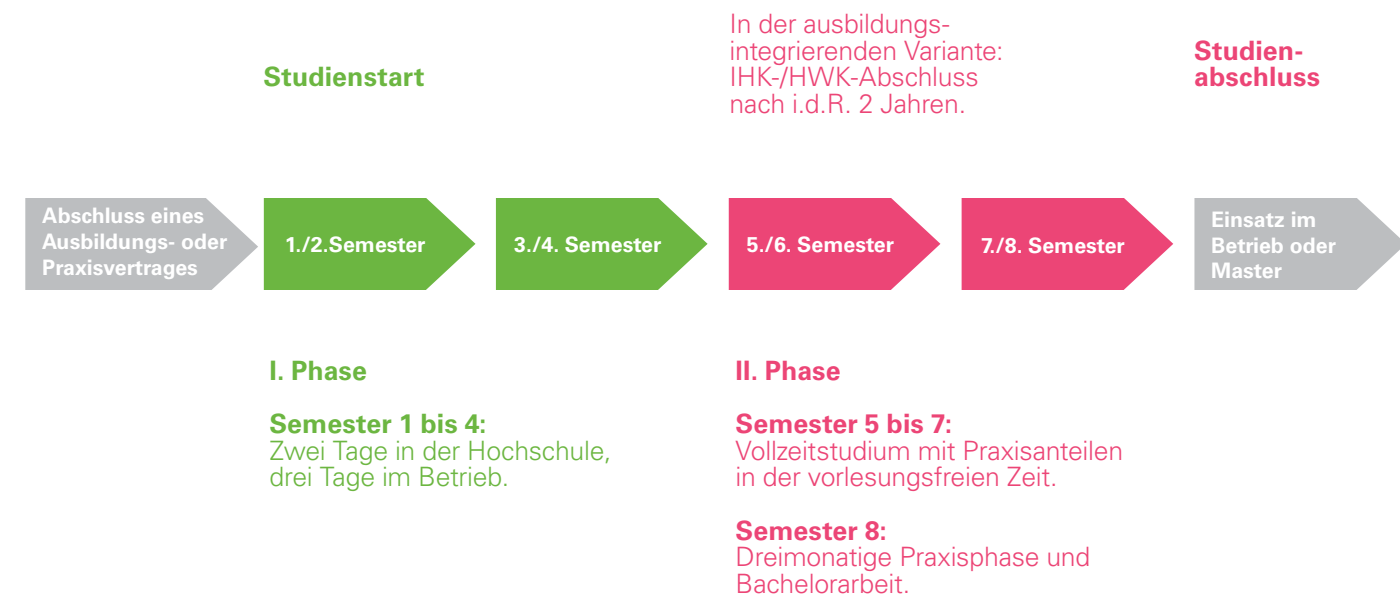 Studienstart
In der ausbildungs-
integrierenden Variante:
IHK-/HWK-Abschluss
nach i.d.R. 2 Jahren.
Studien-
abschluss
Abschluss eines
Ausbildungs- oder
Praxisvertrages
1./2.Semester
3./4. Semester
5./6. Semester
7./8. Semester
Einsatz im
Betrieb oder
Master
I. Phase
Semester 1 bis 4:
Zwei Tage in der Hochschule,
drei Tage im Betrieb.
II. Phase
Semester 5 bis 7:
Vollzeitstudium mit Praxisanteilen
in der vorlesungsfreien Zeit.
Semester 8:
Dreimonatige Praxisphase und
Bachelorarbeit.